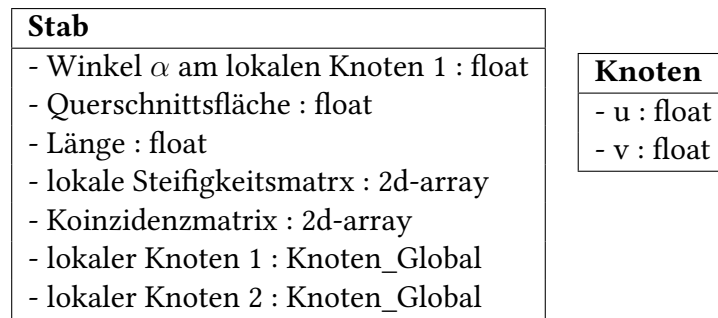 Stab
- Winkel α am lokalen Knoten 1 : float
- Querschnittsfläche : float
- Länge : float
- lokale Steifigkeitsmatrx : 2d-array
- Koinzidenzmatrix : 2d-array
- lokaler Knoten 1 : Knoten_Global
- lokaler Knoten 2 : Knoten_Global
Knoten
- u : float
- v : float